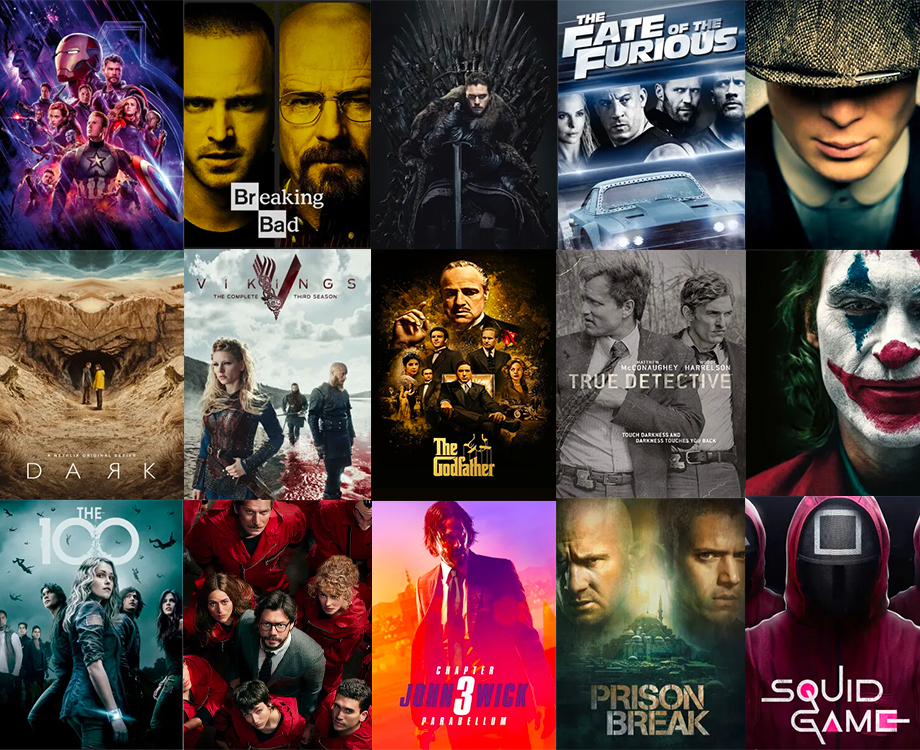 Breaking
Bad
THE
FATE OF THE
FURIOUS
A NETFLIX ORIGINAL SERIES
DARK
VIKINGS
THE COMPLETE THIRD SEASON
The
Godfather
MATTHEW
McCONAUGHEY HARRELSON
TRUE DETECTIVE
TOUCH DARKNESS AND
DARKNESS TOUCHES YOU BACK
THE
100
CHAPTER
JOHN 3 WICK
PARABELLUM
PRISON
BREAK
SQUID
GAME